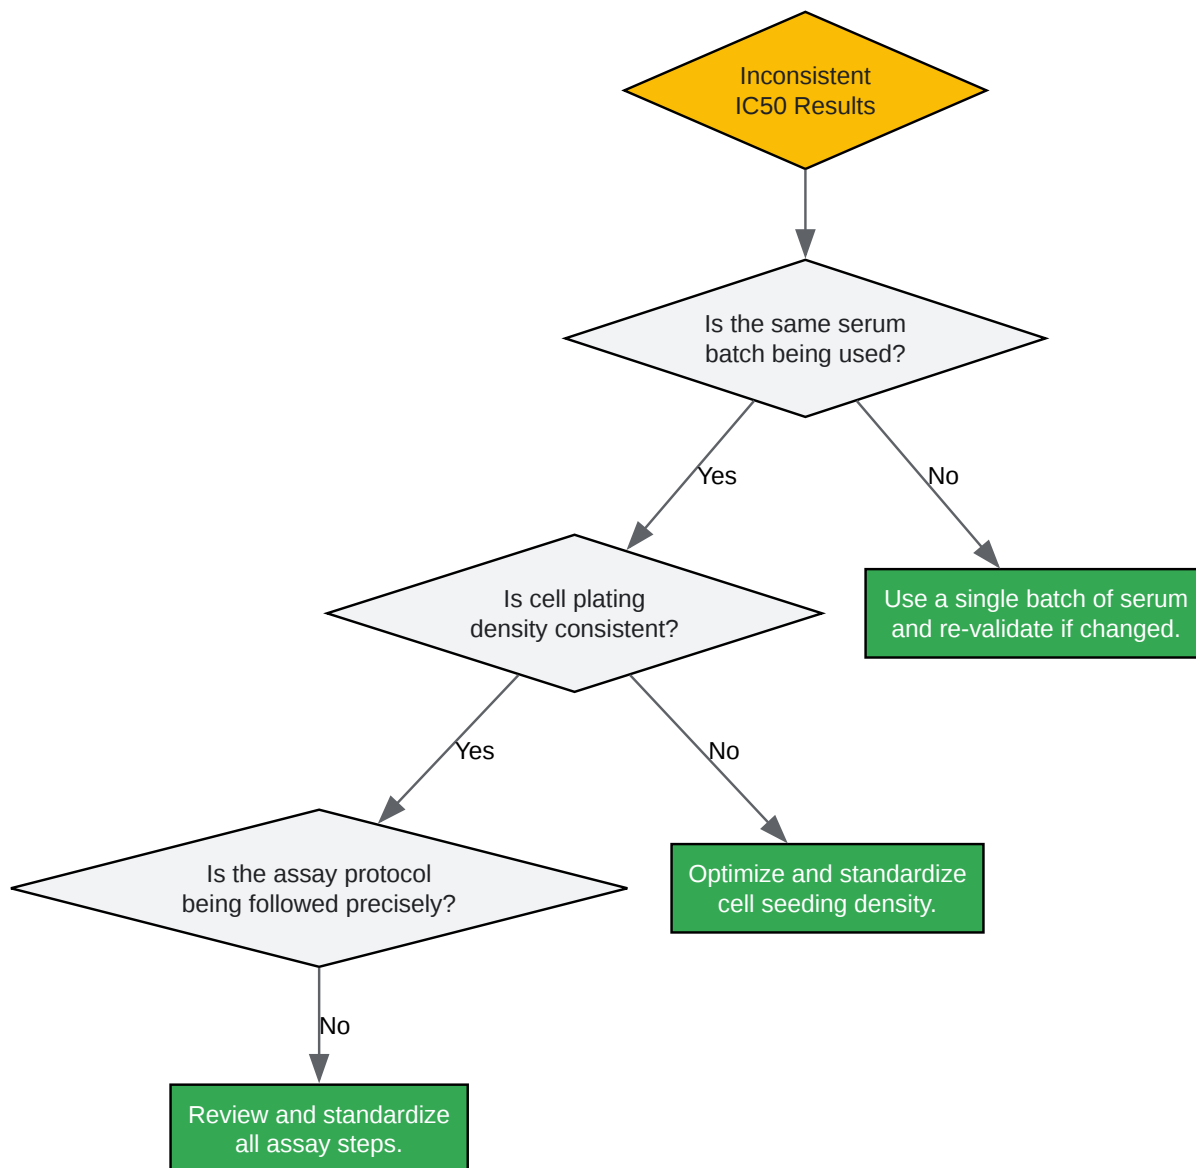 Inconsistent
IC50 Results
Is the same serum
batch being used?
Yes
No
Is cell plating
density consistent?
Use a single batch of serum
and re-validate if changed.
Yes
No
Is the assay protocol
being followed precisely?
Optimize and standardize
cell seeding density.
No
Review and standardize
all assay steps.